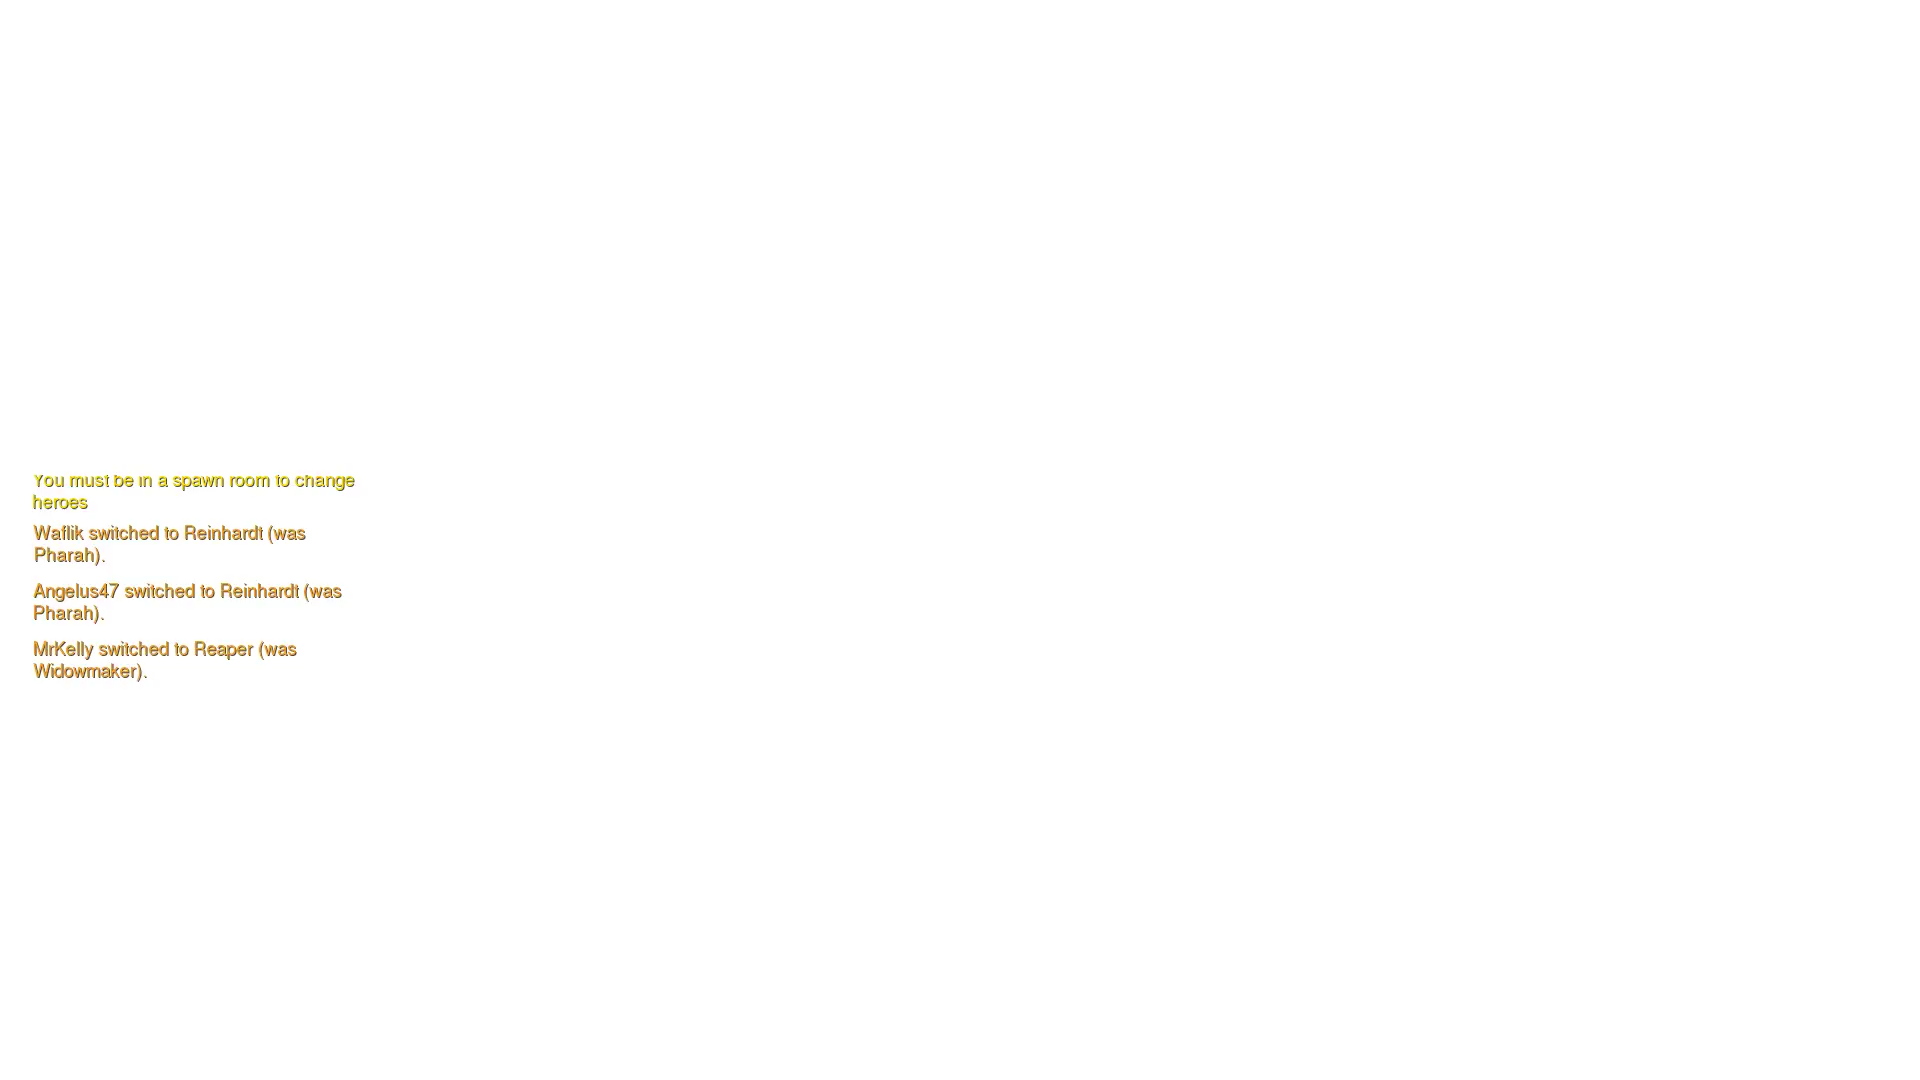 You must be in a spawn room to change
heroes
Waflik switched to Reinhardt (was
Pharah).
Angelus47 switched to Reinhardt (was
Pharah).
MrKelly switched to Reaper (was
Widowmaker).